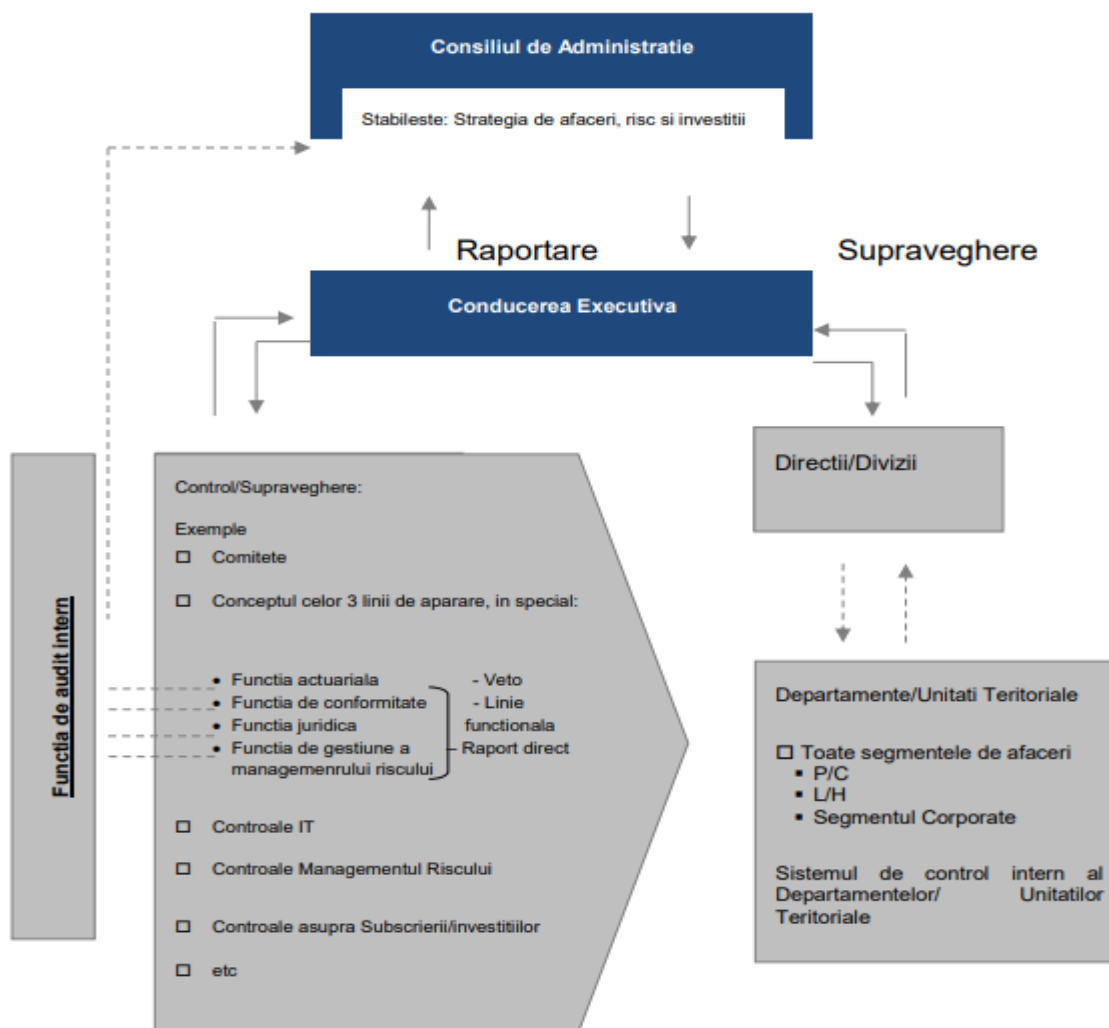 Consiliul de Administratie
Stabileste: Strategia de afaceri, risc si investitii
Raportare
Supraveghere
Conducerea Executiva
Functia de audit intern
Control/Supraveghere:
Exemple
Comitete
Conceptul celor 3 linii de aparare, in special:
Functia actuariala - Veto
Functia de conformitate - Linie
Functia juridica functionala
Functia de gestiune a - Raport direct
managemenrului riscului
Controale IT
Controale Managementul Riscului
Controale asupra Subscrierii/investitiilor
etc
Directii/Divizii
Departamente/Unitati Teritoriale
Toate segmentele de afaceri
P/C
L/H
Segmentul Corporate
Sistemul de control intern al
Departamentelor/ Unitatilor
Teritoriale